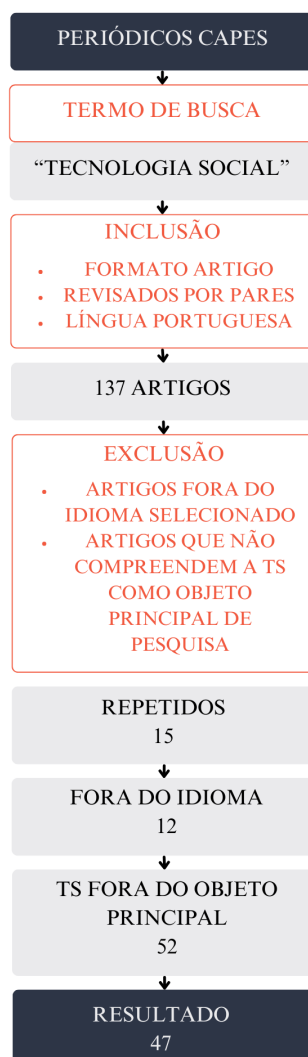 PERIÓDICOS CAPES
TERMO DE BUSCA
“TECNOLOGIA SOCIAL”
INCLUSÃO
• FORMATO ARTIGO
• REVISADOS POR PARES
• LÍNGUA PORTUGUESA
137 ARTIGOS
EXCLUSÃO
• ARTIGOS FORA DO
IDIOMA SELECIONADO
• ARTIGOS QUE NÃO
COMPREENDEM A TS
COMO OBJETO
PRINCIPAL DE
PESQUISA
REPETIDOS
15
FORA DO IDIOMA
12
TS FORA DO OBJETO
PRINCIPAL
52
RESULTADO
47